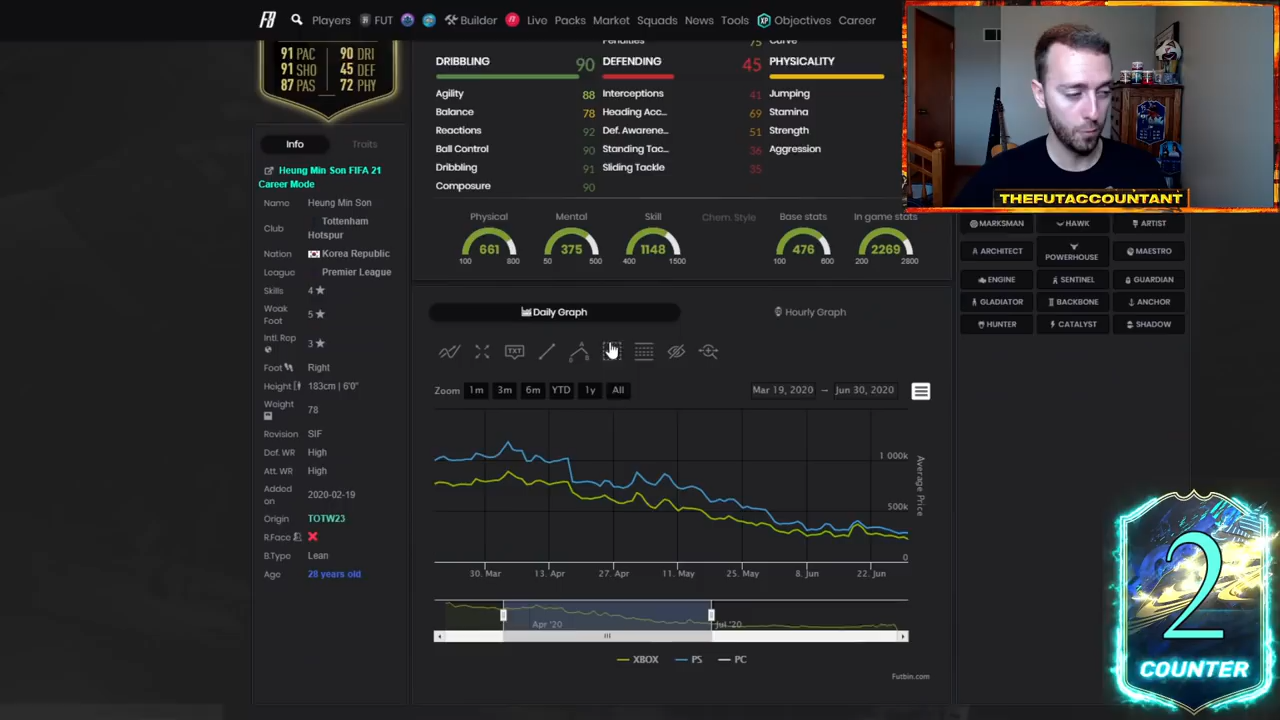 F8 Players FUT Builder Live Packs Market Squads News Tools XP Objectives Career
91 PAC 90 DRI
91 SHO 45 DEF
87 PAS 72 PHY
Penalties 75 Curve
DRIBBLING 90 DEFENDING 45 PHYSICALITY
Agility 88 Interceptions 41 Jumping
Balance 78 Heading Acc... 69 Stamina
Reactions 92 Def. Awarene... 51 Strength
Ball Control 90 Standing Tac... 36 Aggression
Dribbling 91 Sliding Tackle 35
Composure 90
Info Traits
Heung Min Son FIFA 21
Career Mode
Name Heung Min Son
Club Tottenham Hotspur
Nation Korea Republic
League Premier League
Skills 4★
Weak Foot 5★
Intl. Rep 3★
Foot Right
Height 183cm | 6'0"
Weight 78
Revision SIF
Def. WR High
Att. WR High
Added on 2020-02-19
Origin TOTW23
R.Face
B.Type Lean
Age 28 years old
Physical Mental Skill Chem. Style Base stats In game stats
661 375 1148 476 2269
100 800 50 500 400 1500 100 500 200 2800
Daily Graph Hourly Graph
TXT
Zoom 1m 3m 6m YTD 1y All Mar 19, 2020 → Jun 30, 2020
1 000k
500k
0
Average Price
30. Mar 13. Apr 27. Apr 11. May 25. May 8. Jun 22. Jun
Apr '20 Jul '20
XBOX PS PC
Futbin.com
THEFUTACCOUNTANT
MARKSMAN HAWK ARTIST
ARCHITECT POWERHOUSE MAESTRO
ENGINE SENTINEL GUARDIAN
GLADIATOR BACKBONE ANCHOR
HUNTER CATALYST SHADOW
2
COUNTER